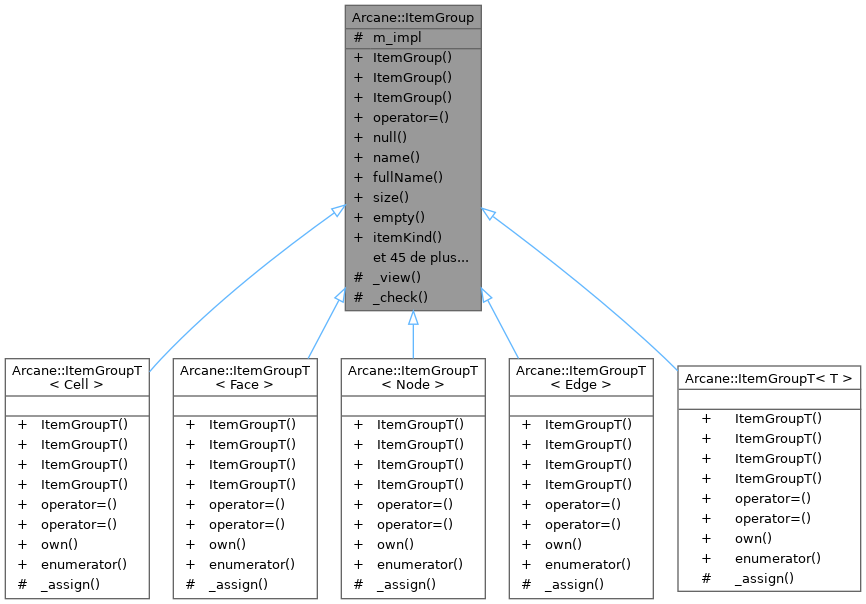 Arcane::ItemGroup
# m_impl
+ ItemGroup()
+ ItemGroup()
+ ItemGroup()
+ operator=()
+ null()
+ name()
+ fullName()
+ size()
+ empty()
+ itemKind()
et 45 de plus...
# _view()
# _check()
Arcane::ItemGroupT
< Cell >
+ ItemGroupT()
+ ItemGroupT()
+ ItemGroupT()
+ ItemGroupT()
+ operator=()
+ operator=()
+ own()
+ enumerator()
# _assign()
Arcane::ItemGroupT
< Face >
+ ItemGroupT()
+ ItemGroupT()
+ ItemGroupT()
+ ItemGroupT()
+ operator=()
+ operator=()
+ own()
+ enumerator()
# _assign()
Arcane::ItemGroupT
< Node >
+ ItemGroupT()
+ ItemGroupT()
+ ItemGroupT()
+ ItemGroupT()
+ operator=()
+ operator=()
+ own()
+ enumerator()
# _assign()
Arcane::ItemGroupT
< Edge >
+ ItemGroupT()
+ ItemGroupT()
+ ItemGroupT()
+ ItemGroupT()
+ operator=()
+ operator=()
+ own()
+ enumerator()
# _assign()
Arcane::ItemGroupT< T >
+ ItemGroupT()
+ ItemGroupT()
+ ItemGroupT()
+ ItemGroupT()
+ operator=()
+ operator=()
+ own()
+ enumerator()
# _assign()